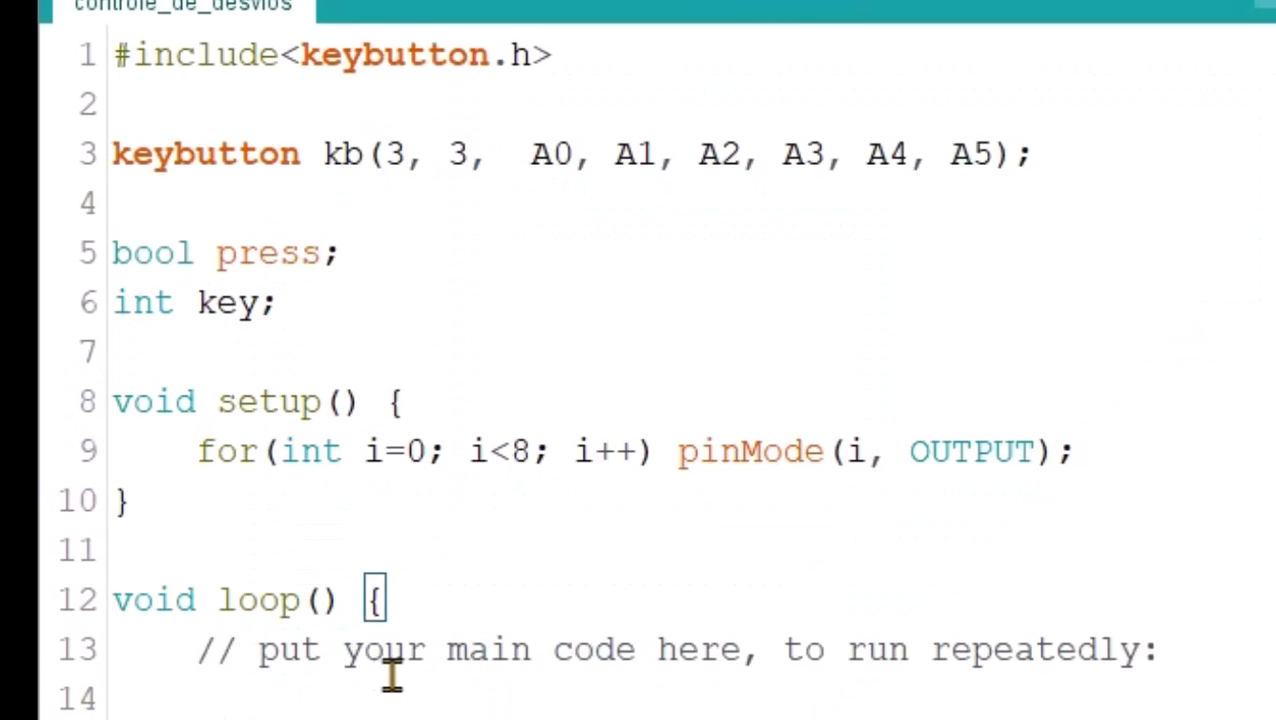 controle_de_desvios
1 #include<keybutton.h>
2
3 keybutton kb(3, 3,  A0, A1, A2, A3, A4, A5);
4
5 bool press;
6 int key;
7
8 void setup() {
9     for(int i=0; i<8; i++) pinMode(i, OUTPUT);
10 }
11
12 void loop() {
13     // put your main code here, to run repeatedly:
14